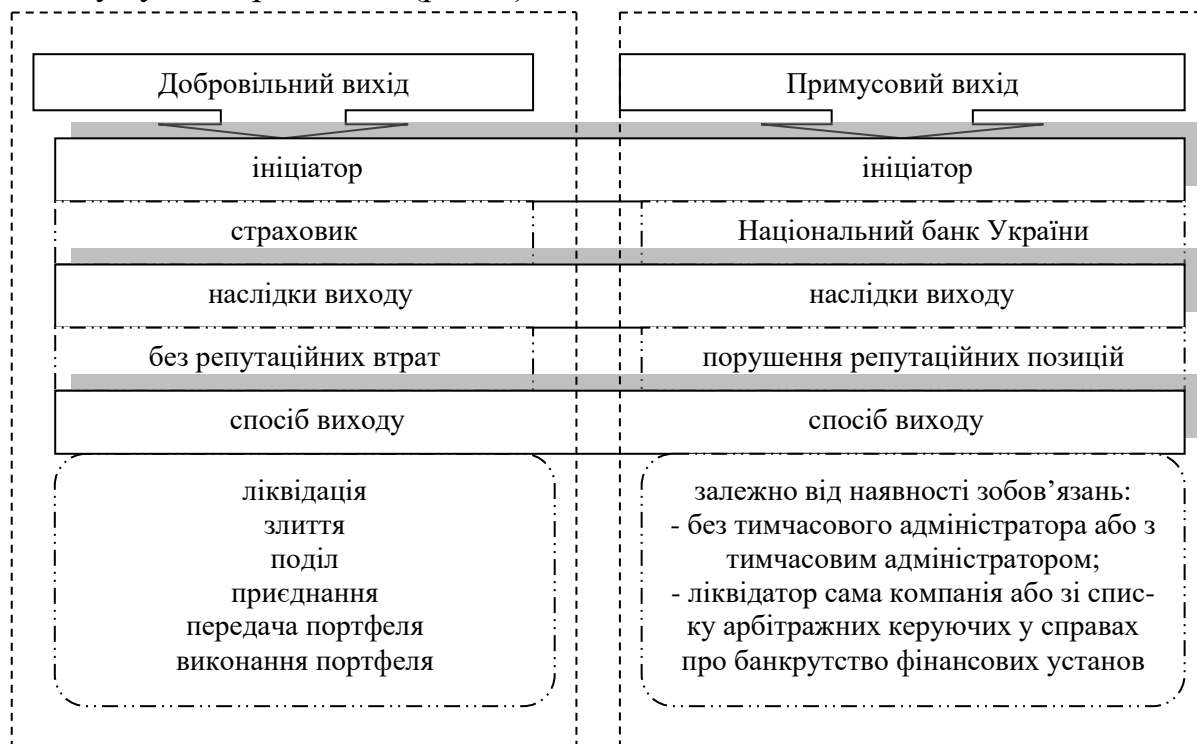 Добровільний вихід
ініціатор
страховик
наслідки виходу
без репутаційних втрат
спосіб виходу
ліквідація
злиття
поділ
приєднання
передача портфеля
виконання портфеля
Примусовий вихід
ініціатор
Національний банк України
наслідки виходу
порушення репутаційних позицій
спосіб виходу
залежно від наявності зобов’язань:
- без тимчасового адміністратора або з
тимчасовим адміністратором;
- ліквідатор сама компанія або зі спис-
ку арбітражних керуючих у справах
про банкрутство фінансових установ